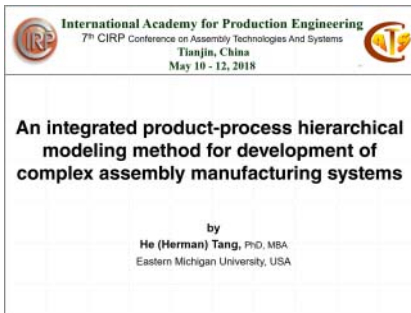 International Academy for Production Engineering
7th CIRP Conference on Assembly Technologies And Systems
Tianjin, China
May 10 - 12, 2018
CIRP
CATS
An integrated product-process hierarchical
modeling method for development of
complex assembly manufacturing systems
by
He (Herman) Tang, PhD, MBA
Eastern Michigan University, USA